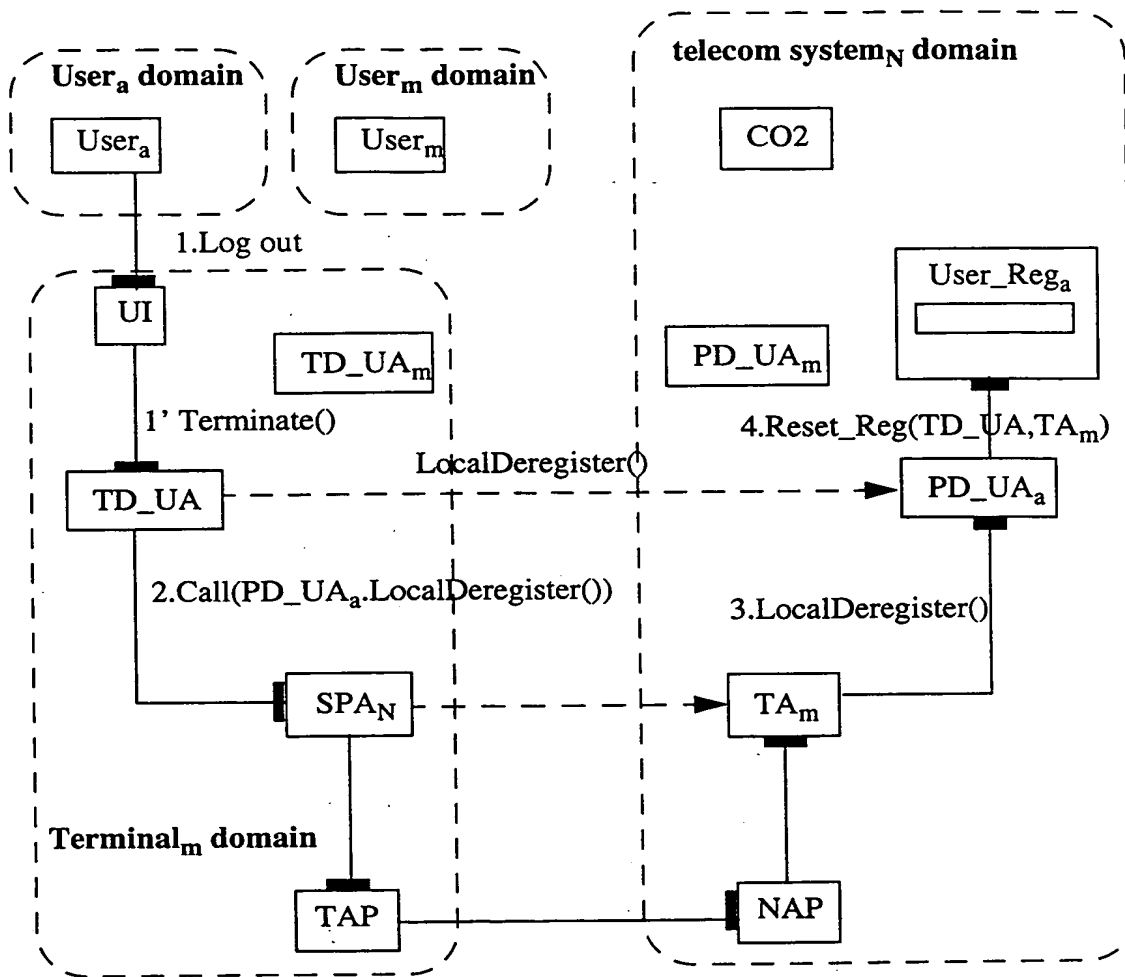 telecom system_N domain
User_a domain
User_m domain
User_a
User_m
CO2
1.Log out
User_Reg_a
UI
TD_UA_m
PD_UA_m
1’ Terminate()
4.Reset_Reg(TD_UA,TA_m)
LocalDeregister()
TD_UA
PD_UA_a
2.Call(PD_UA_a.LocalDeregister())
3.LocalDeregister()
SPA_N
TA_m
Terminal_m domain
TAP
NAP